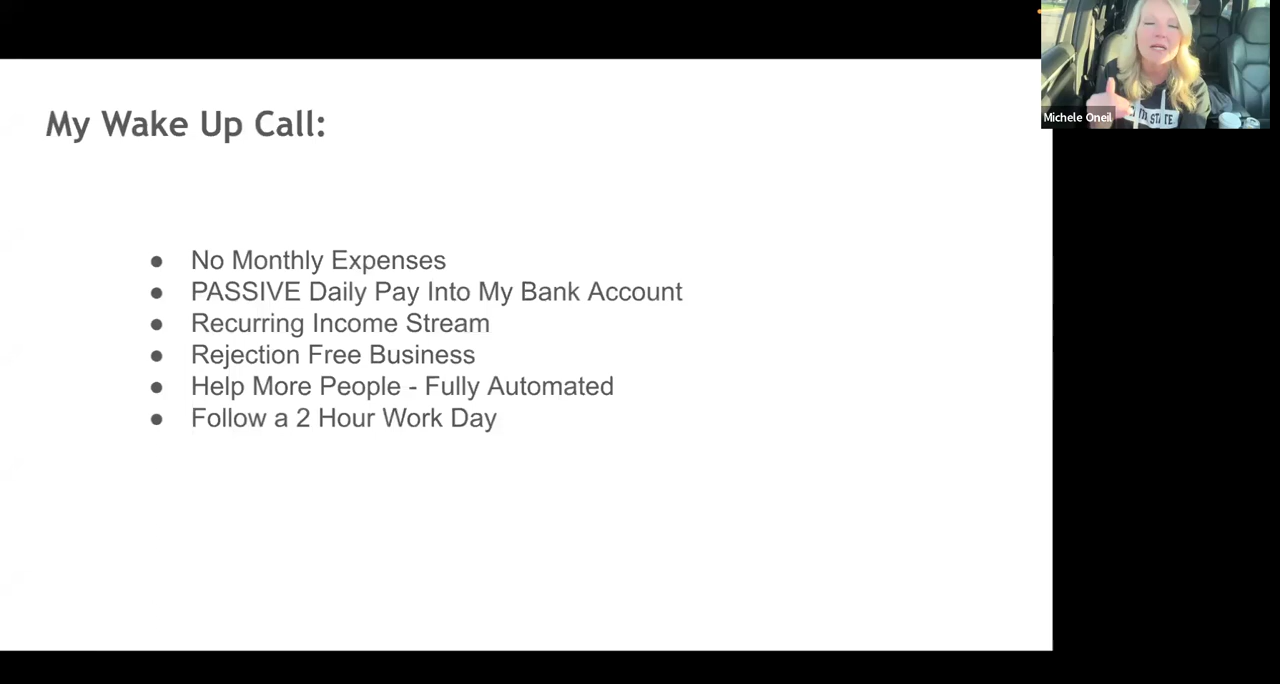 My Wake Up Call:
● No Monthly Expenses
● PASSIVE Daily Pay Into My Bank Account
● Recurring Income Stream
● Rejection Free Business
● Help More People - Fully Automated
● Follow a 2 Hour Work Day
Michele Oneil
STATE